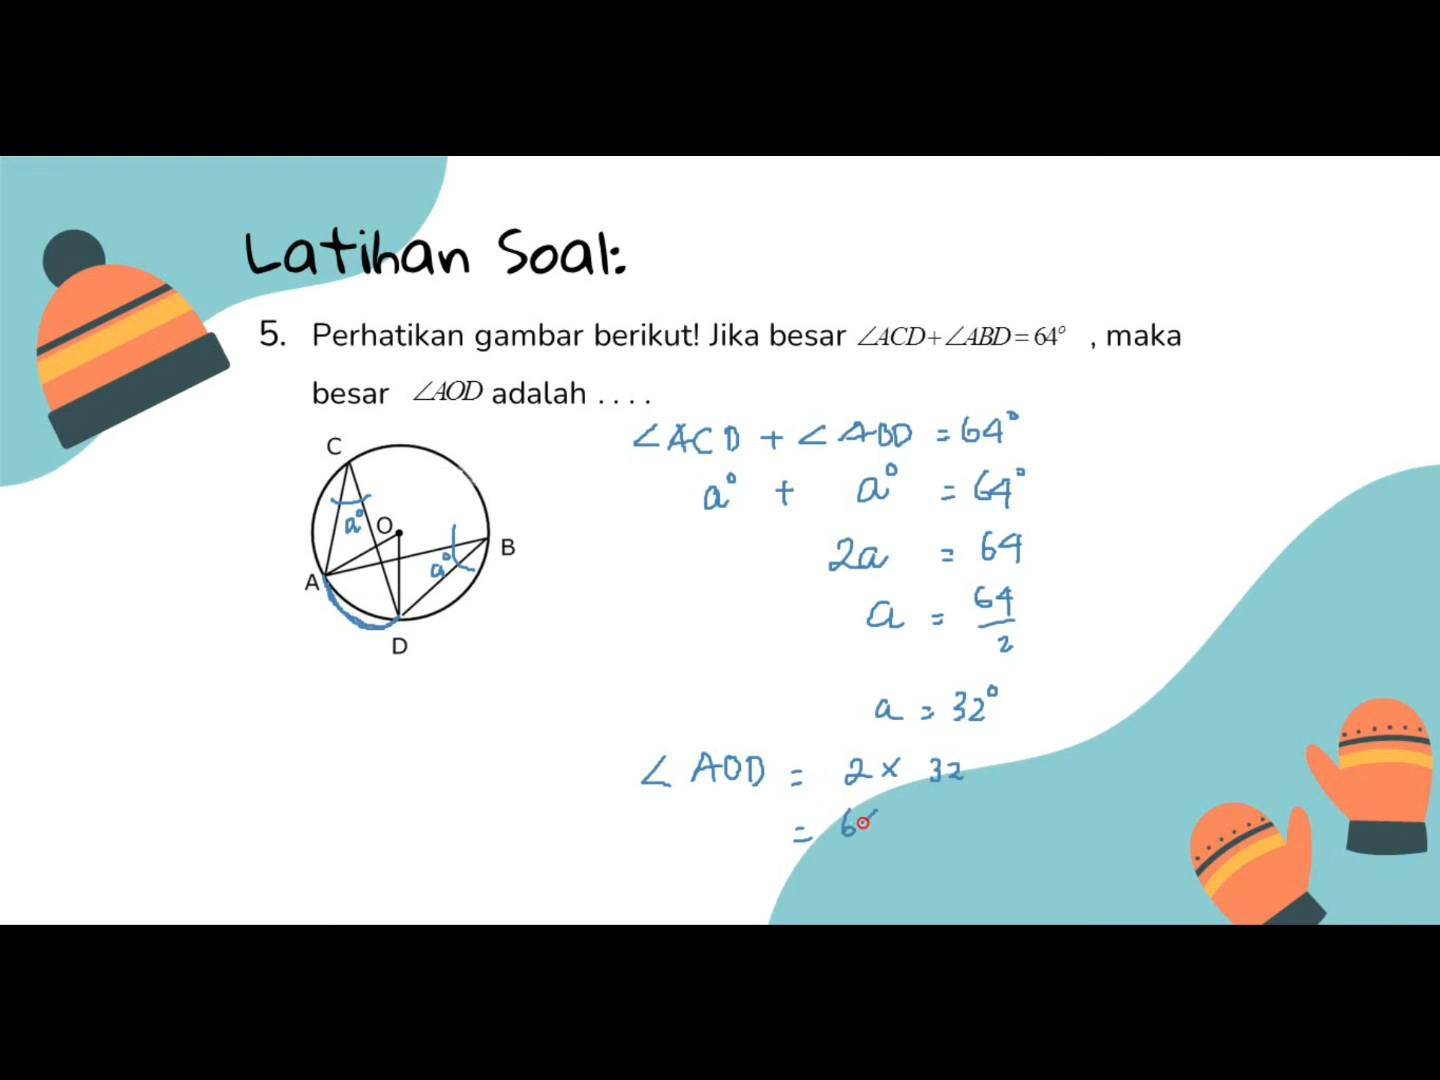 Latihan Soal:
5. Perhatikan gambar berikut! Jika besar ∠ACD+∠ABD=64° , maka
besar ∠AOD adalah . . . .
C
O
B
A
D
a°
a°
∠ACD + ∠ABD = 64°
a° + a° = 64°
2a = 64
a = 64/2
a = 32°
∠AOD = 2 x 32
= 6